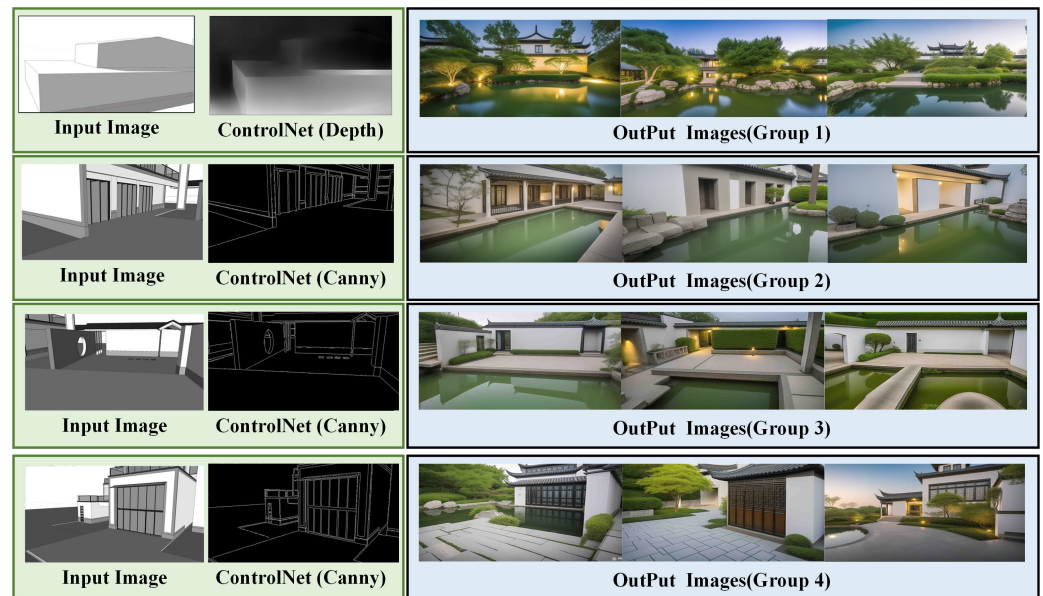 Input Image
ControlNet (Depth)
OutPut Images(Group 1)
Input Image
ControlNet (Canny)
OutPut Images(Group 2)
Input Image
ControlNet (Canny)
OutPut Images(Group 3)
Input Image
ControlNet (Canny)
OutPut Images(Group 4)